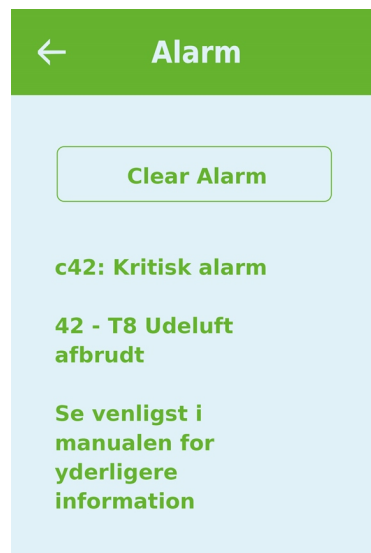 Alarm
Clear Alarm
c42: Kritisk alarm
42 - T8 Udeluft
afbrudt
Se venligst i
manualen for
yderligere
information